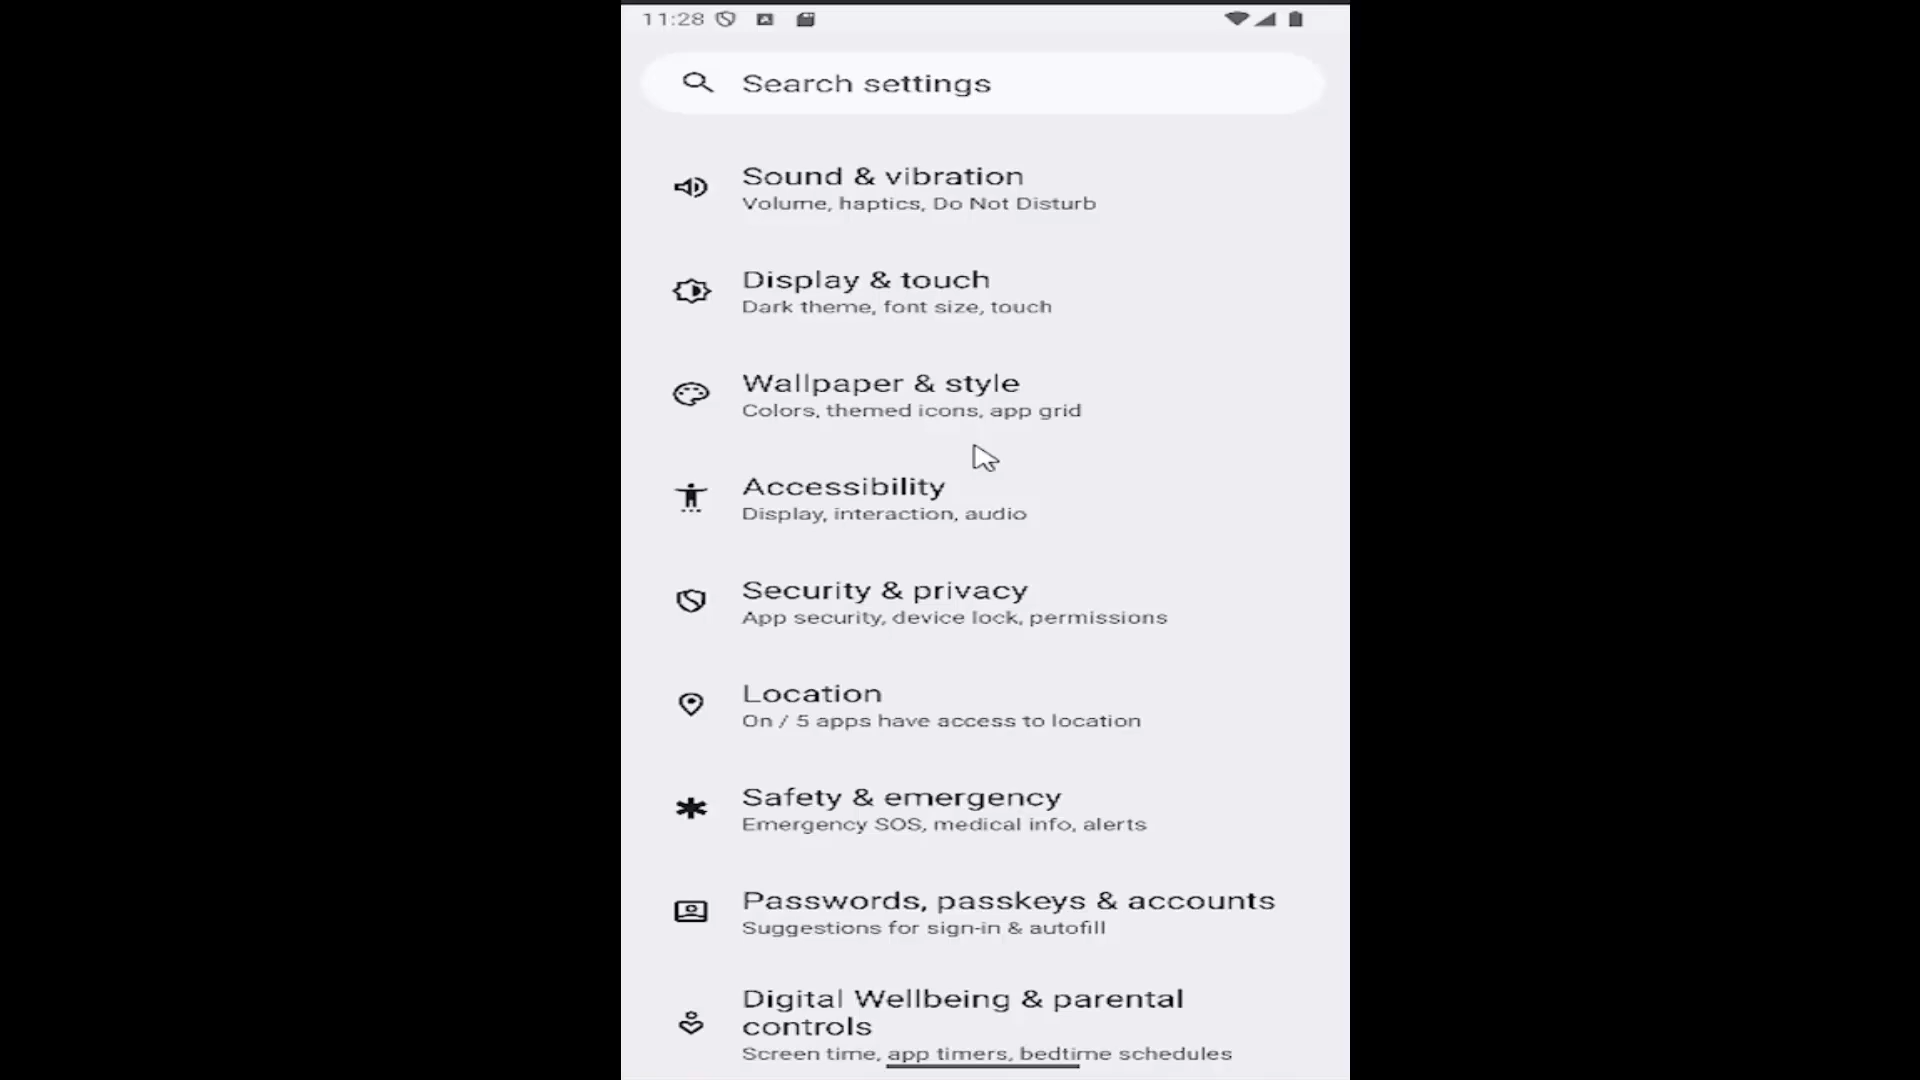 11:28
Search settings
Sound & vibration
Volume, haptics, Do Not Disturb
Display & touch
Dark theme, font size, touch
Wallpaper & style
Colors, themed icons, app grid
Accessibility
Display, interaction, audio
Security & privacy
App security, device lock, permissions
Location
On / 5 apps have access to location
Safety & emergency
Emergency SOS, medical info, alerts
Passwords, passkeys & accounts
Suggestions for sign-in & autofill
Digital Wellbeing & parental
controls
Screen time, app timers, bedtime schedules